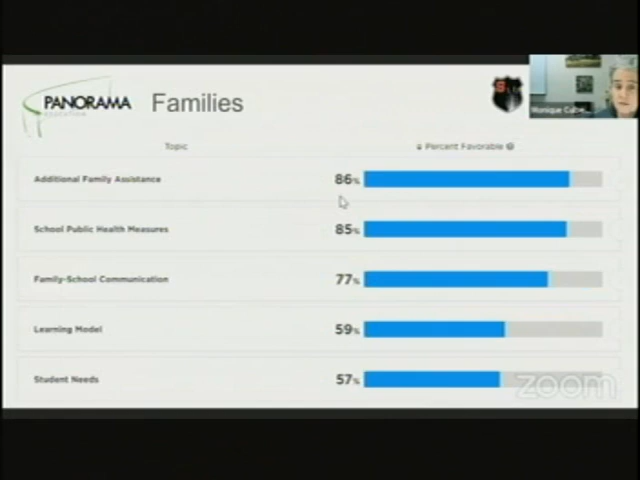 PANORAMA
EDUCATION
Families
Monique
Topic
Percent Favorable
Additional Family Assistance 86%
School Public Health Measures 85%
Family-School Communication 77%
Learning Model 59%
Student Needs 57%
zoom